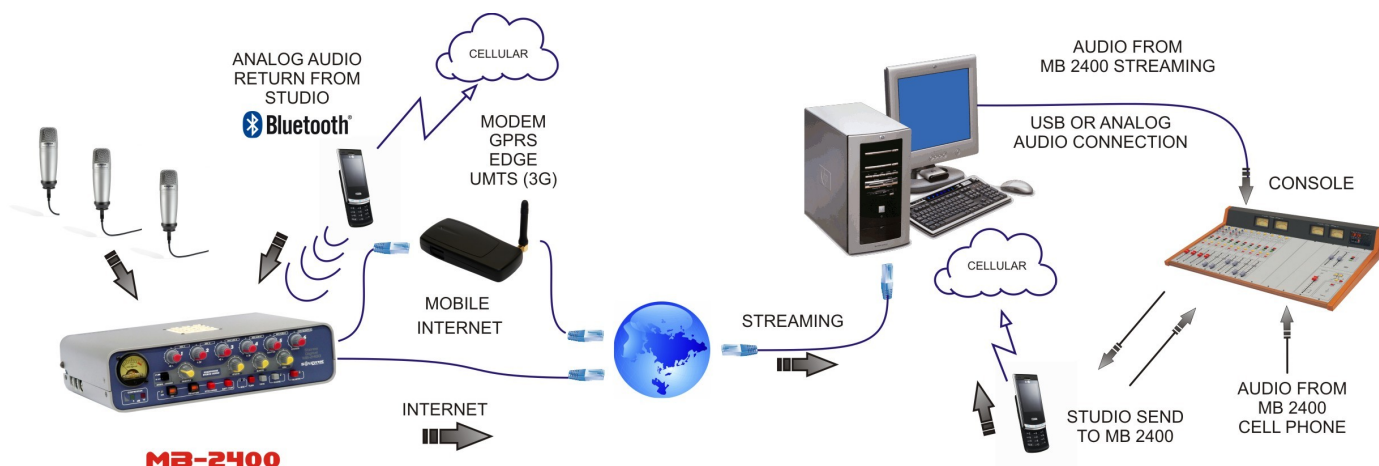 ANALOG AUDIO
RETURN FROM
STUDIO
Bluetooth
CELLULAR
MODEM
GPRS
EDGE
UMTS (3G)
MOBILE
INTERNET
INTERNET
MB-2400
STREAMING
AUDIO FROM
MB 2400 STREAMING
USB OR ANALOG
AUDIO CONNECTION
CONSOLE
CELLULAR
STUDIO SEND
TO MB 2400
AUDIO FROM
MB 2400
CELL PHONE